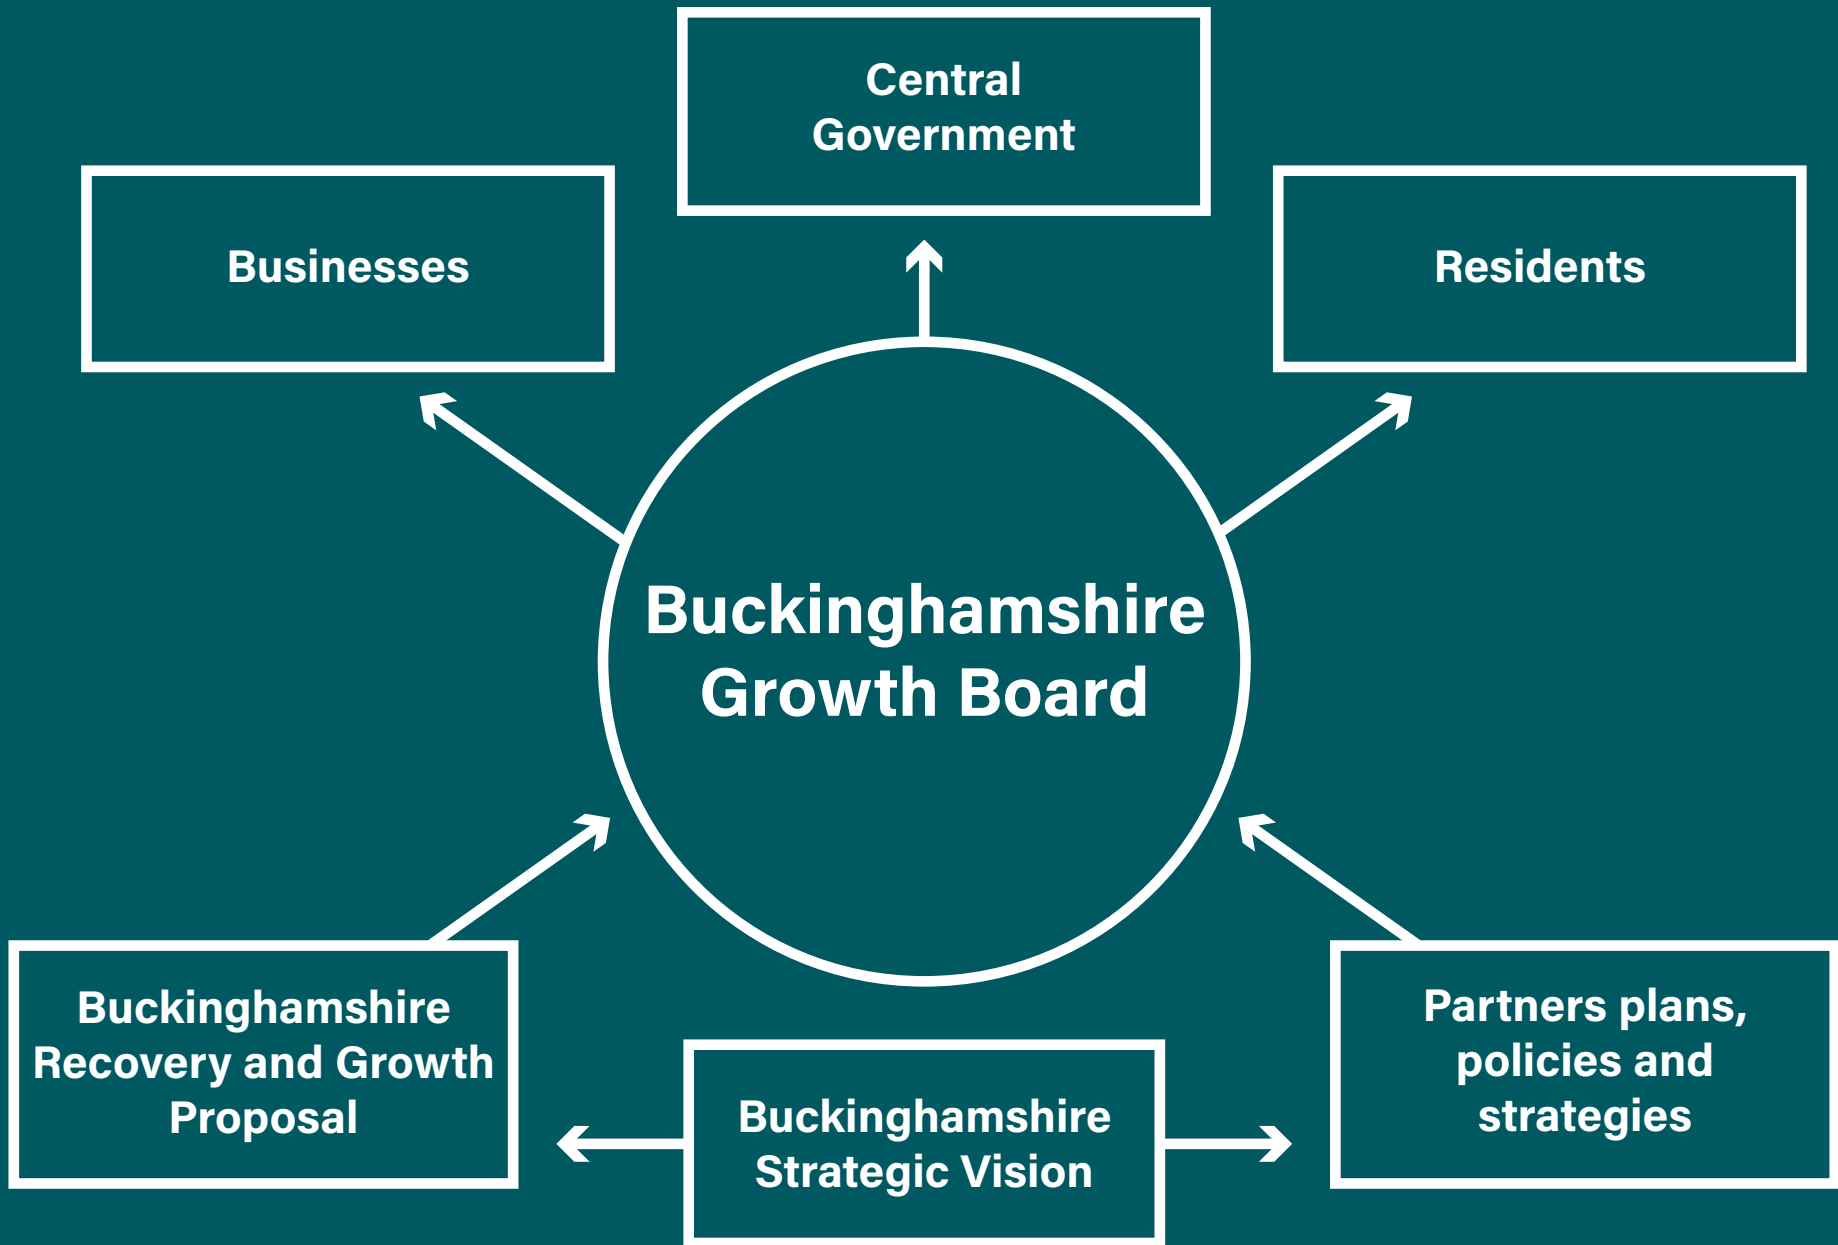 Central
Government
Businesses
Residents
Buckinghamshire
Growth Board
Buckinghamshire
Recovery and Growth
Proposal
Buckinghamshire
Strategic Vision
Partners plans,
policies and
strategies